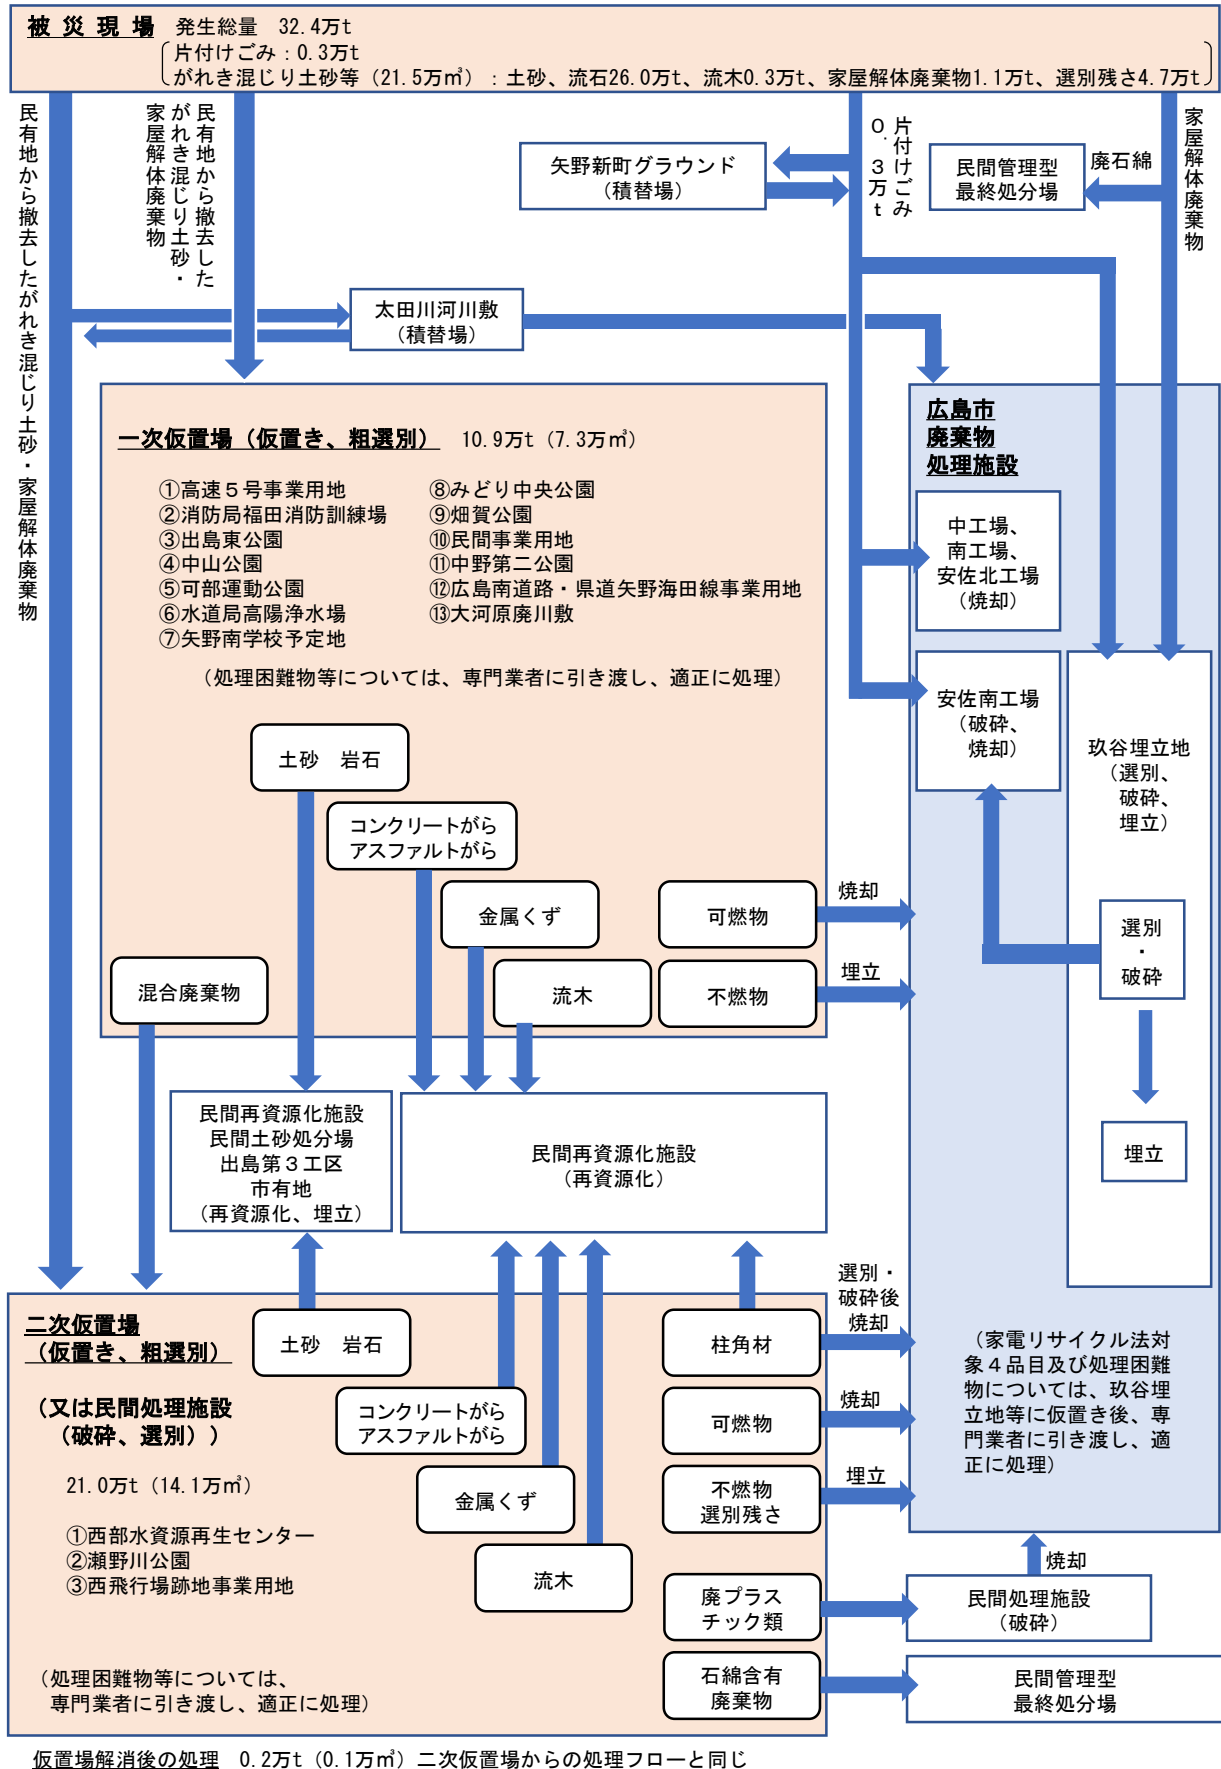 被災現場　発生総量　32.4万t
片付けごみ：0.3万t
がれき混じり土砂等（21.5万㎥）：土砂、流石26.0万t、流木0.3万t、家屋解体廃棄物1.1万t、選別残さ4.7万t
民有地から撤去したがれき混じり土砂・家屋解体廃棄物
民有地から撤去した
がれき混じり土砂・
家屋解体廃棄物
矢野新町グラウンド
（積替場）
片付けごみ
０．３万ｔ
民間管理型
最終処分場
廃石綿
家屋解体廃棄物
太田川河川敷
（積替場）
一次仮置場（仮置き、粗選別）　10.9万t（7.3万㎥）
①高速５号事業用地
②消防局福田消防訓練場
③出島東公園
④中山公園
⑤可部運動公園
⑥水道局高陽浄水場
⑦矢野南学校予定地
⑧みどり中央公園
⑨畑賀公園
⑩民間事業用地
⑪中野第二公園
⑫広島南道路・県道矢野海田線事業用地
⑬大河原廃川敷
（処理困難物等については、専門業者に引き渡し、適正に処理）
土砂　岩石
コンクリートがら
アスファルトがら
金属くず
流木
混合廃棄物
可燃物
焼却
不燃物
埋立
広島市
廃棄物
処理施設
中工場、
南工場、
安佐北工場
（焼却）
安佐南工場
（破砕、
焼却）
玖谷埋立地
（選別、
破砕、
埋立）
選別
・
破砕
埋立
民間再資源化施設
民間土砂処分場
出島第３工区
市有地
（再資源化、埋立）
民間再資源化施設
（再資源化）
二次仮置場
（仮置き、粗選別）
（又は民間処理施設
（破砕、選別））
21.0万t（14.1万㎥）
①西部水資源再生センター
②瀬野川公園
③西飛行場跡地事業用地
（処理困難物等については、
専門業者に引き渡し、適正に処理）
土砂　岩石
コンクリートがら
アスファルトがら
金属くず
流木
柱角材
選別・
破砕後
焼却
可燃物
焼却
不燃物
選別残さ
埋立
廃プラス
チック類
石綿含有
廃棄物
（家電リサイクル法対
象４品目及び処理困難
物については、玖谷埋
立地等に仮置き後、専
門業者に引き渡し、適
正に処理）
焼却
民間処理施設
（破砕）
民間管理型
最終処分場
仮置場解消後の処理　0.2万t（0.1万㎥）二次仮置場からの処理フローと同じ